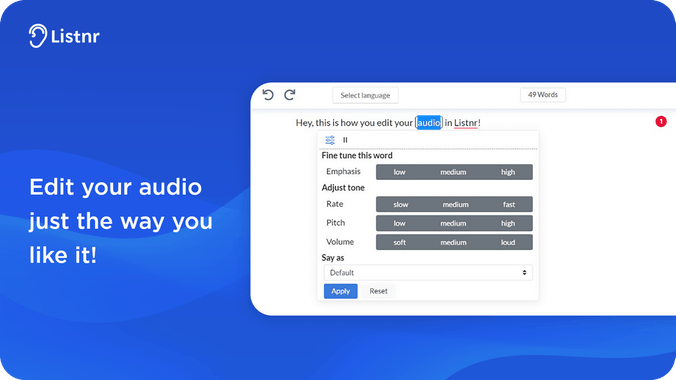 Listnr
Select language
49 Words
Hey, this is how you edit your audio in Listnr!
1
Fine tune this word
Emphasis low medium high
Adjust tone
Rate slow medium fast
Pitch low medium high
Volume soft medium loud
Say as
Default
Apply Reset
Edit your audio
just the way you
like it!